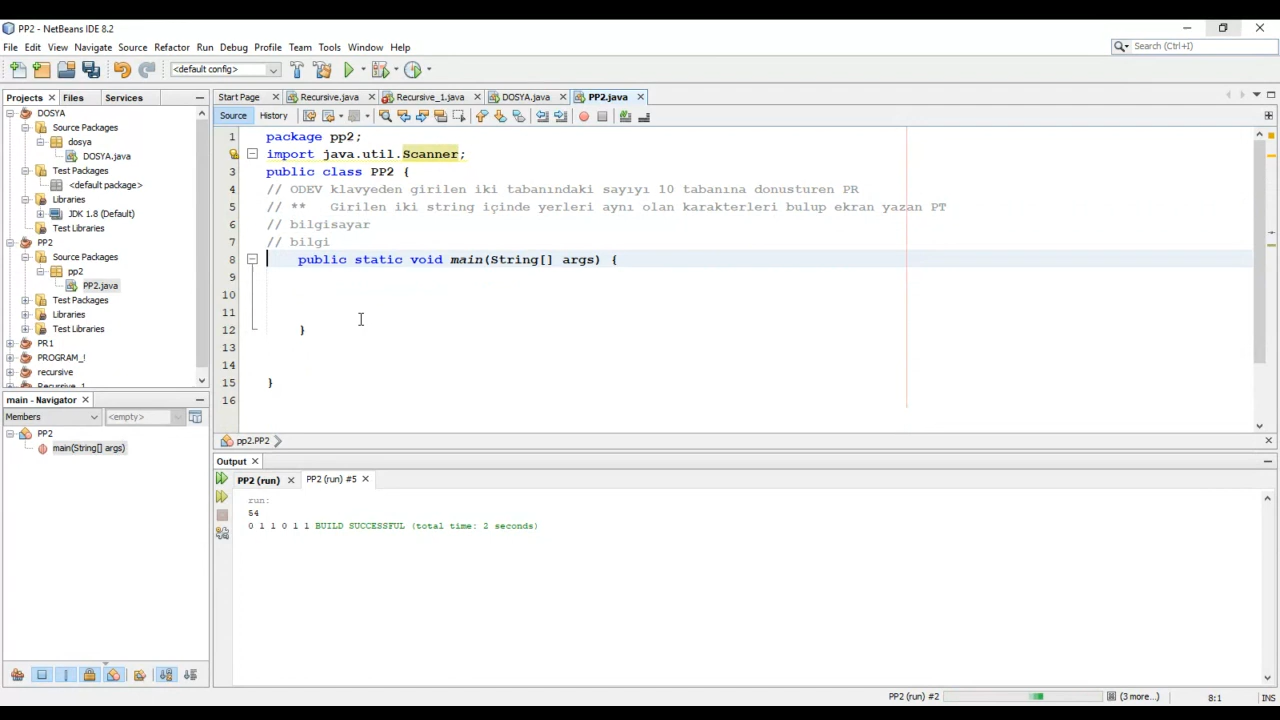 PP2 - NetBeans IDE 8.2
File Edit View Navigate Source Refactor Run Debug Profile Team Tools Window Help
Search (Ctrl+I)
<default config>
Projects Files Services
Start Page Recursive.java Recursive_1.java DOSYA.java PP2.java
Source History
DOSYA
Source Packages
dosya
DOSYA.java
Test Packages
<default package>
Libraries
JDK 1.8 (Default)
Test Libraries
PP2
Source Packages
pp2
PP2.java
Test Packages
Libraries
Test Libraries
PR1
PROGRAM_!
recursive
Recursive_1
1 package pp2;
import java.util.Scanner;
3 public class PP2 {
4 // ODEV klavyeden girilen iki tabanındaki sayıyı 10 tabanına donusturen PR
5 // ** Girilen iki string içinde yerleri aynı olan karakterleri bulup ekran yazan PT
6 // bilgisayar
7 // bilgi
8 public static void main(String[] args) {
9
10
11
12 }
13
14
15 }
16
main - Navigator
Members <empty>
PP2
main(String[] args)
pp2.PP2
Output
PP2 (run) PP2 (run) #5
run:
54
0 1 1 0 1 1 BUILD SUCCESSFUL (total time: 2 seconds)
PP2 (run) #2 (3 more...) 8:1 INS